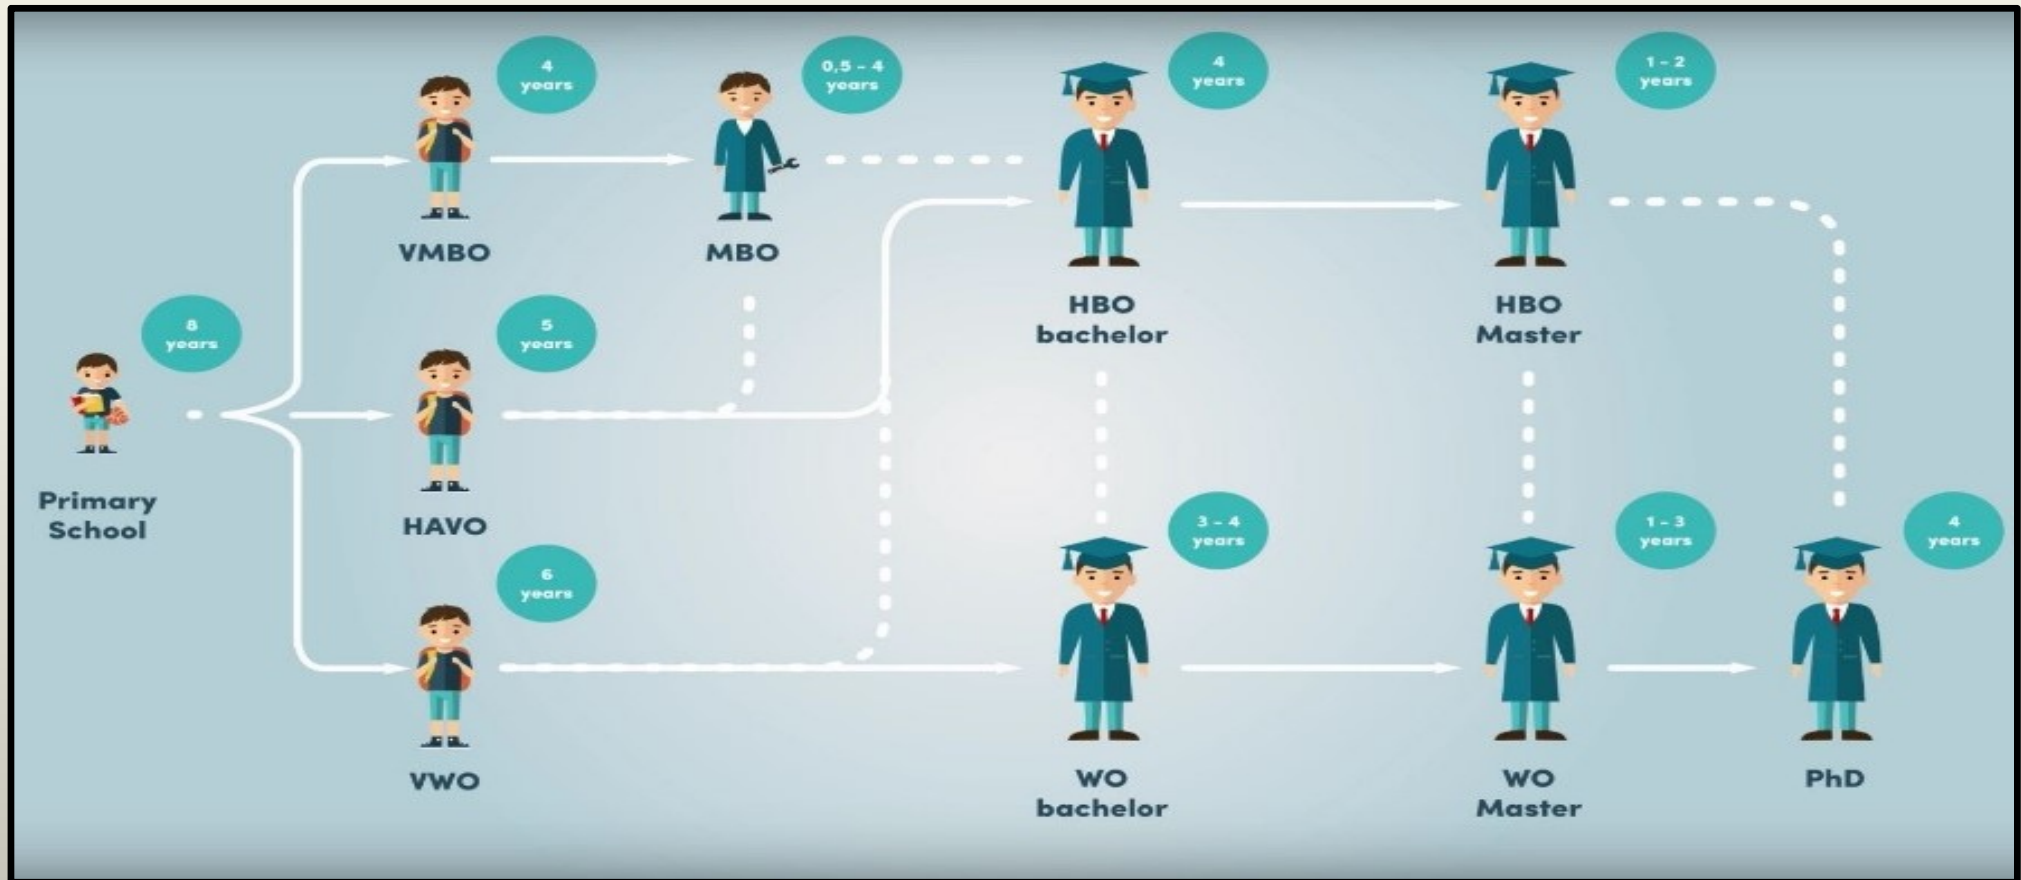 4
years
0,5 - 4
years
4
years
1 - 2
years
VMBO
MBO
HBO
bachelor
HBO
Master
8
years
5
years
Primary
School
HAVO
6
years
3 - 4
years
1 - 3
years
4
years
VWO
WO
bachelor
WO
Master
PhD